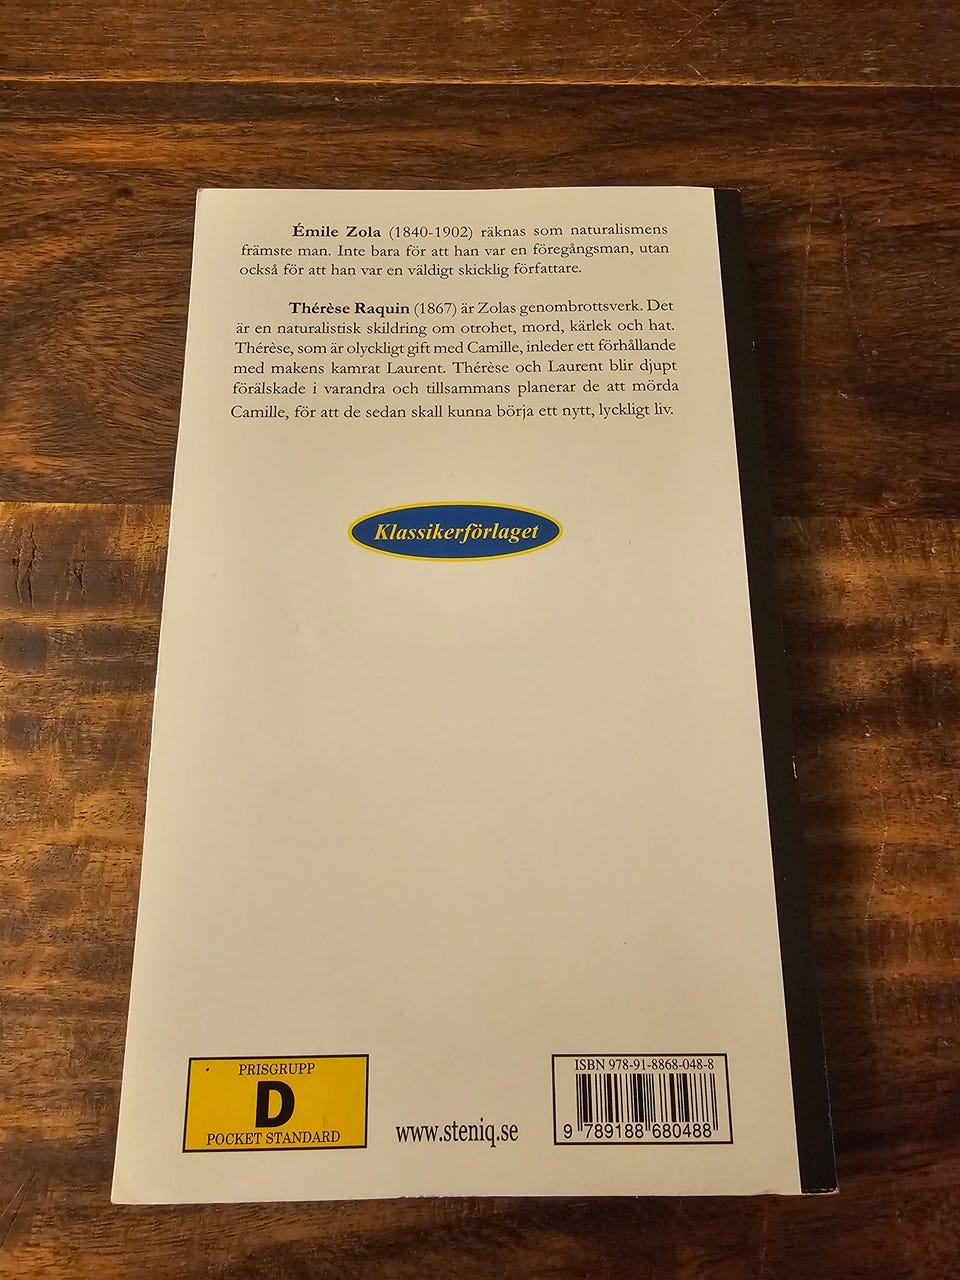 Émile Zola (1840-1902) räknas som naturalismens
främste man. Inte bara för att han var en föregångsman, utan
också för att han var en väldigt skicklig författare.
Thérèse Raquin (1867) är Zolas genombrottsverk. Det
är en naturalistisk skildring om otrohet, mord, kärlek och hat.
Thérèse, som är olyckligt gift med Camille, inleder ett förhållande
med makens kamrat Laurent. Thérèse och Laurent blir djupt
förälskade i varandra och tillsammans planerar de att mörda
Camille, för att de sedan skall kunna börja ett nytt, lyckligt liv.
Klassikerförlaget
PRISGRUPP
D
POCKET STANDARD
www.steniq.se
ISBN 978-91-8868-048-8
9 789188 680488